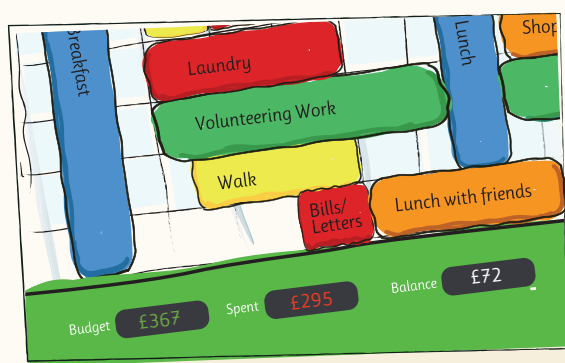 Breakfast
Laundry
Lunch
Shop
Volunteering Work
Walk
Bills/
Letters
Lunch with friends
Budget £367
Spent £295
Balance £72